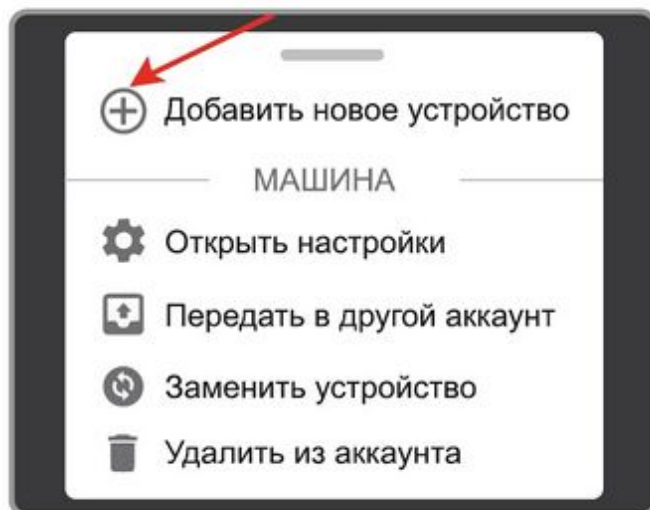 Добавить новое устройство
МАШИНА
Открыть настройки
Передать в другой аккаунт
Заменить устройство
Удалить из аккаунта